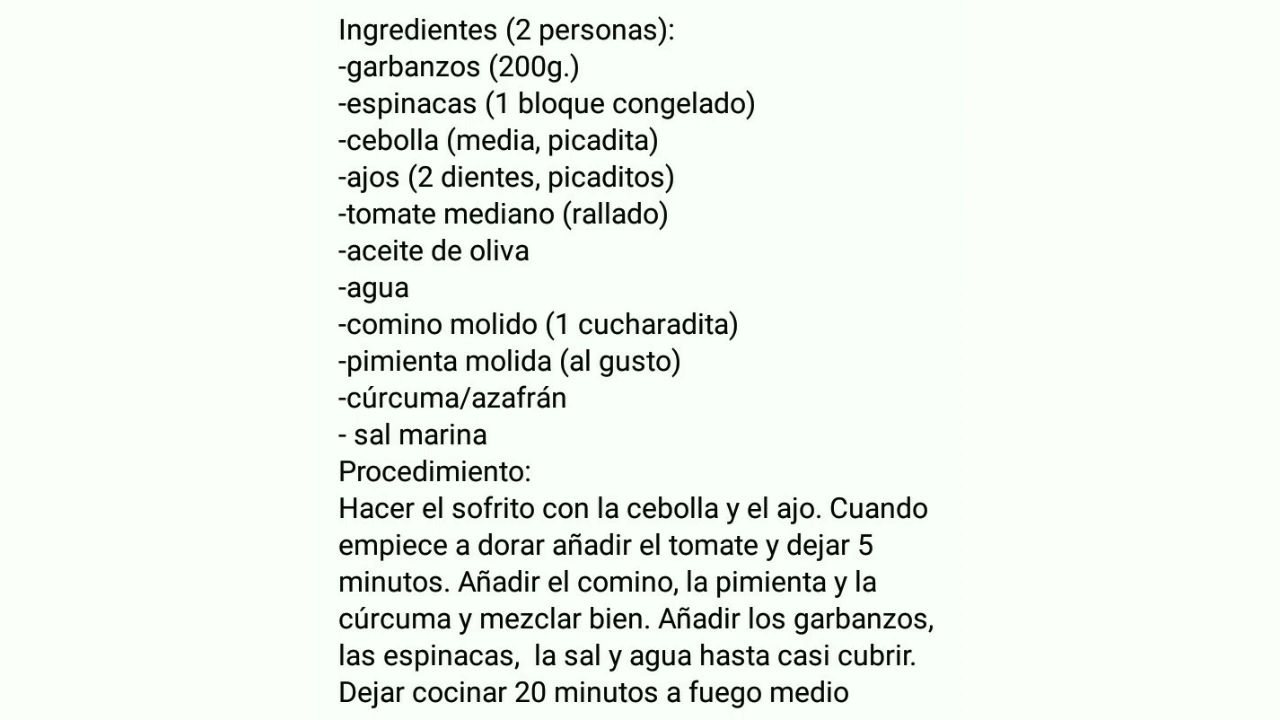 Ingredientes (2 personas):
-garbanzos (200g.)
-espinacas (1 bloque congelado)
-cebolla (media, picadita)
-ajos (2 dientes, picaditos)
-tomate mediano (rallado)
-aceite de oliva
-agua
-comino molido (1 cucharadita)
-pimienta molida (al gusto)
-cúrcuma/azafrán
- sal marina
Procedimiento:
Hacer el sofrito con la cebolla y el ajo. Cuando
empiece a dorar añadir el tomate y dejar 5
minutos. Añadir el comino, la pimienta y la
cúrcuma y mezclar bien. Añadir los garbanzos,
las espinacas,  la sal y agua hasta casi cubrir.
Dejar cocinar 20 minutos a fuego medio